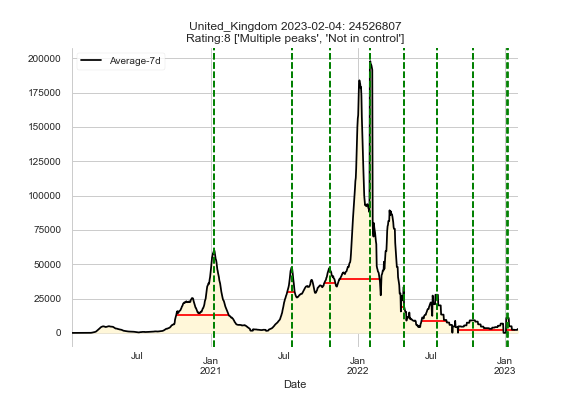 United_Kingdom 2023-02-04: 24526807
Rating:8 ['Multiple peaks', 'Not in control']
Average-7d
200000
175000
150000
125000
100000
75000
50000
25000
0
Jul
Jan
2021
Jul
Jan
2022
Jul
Jan
2023
Date